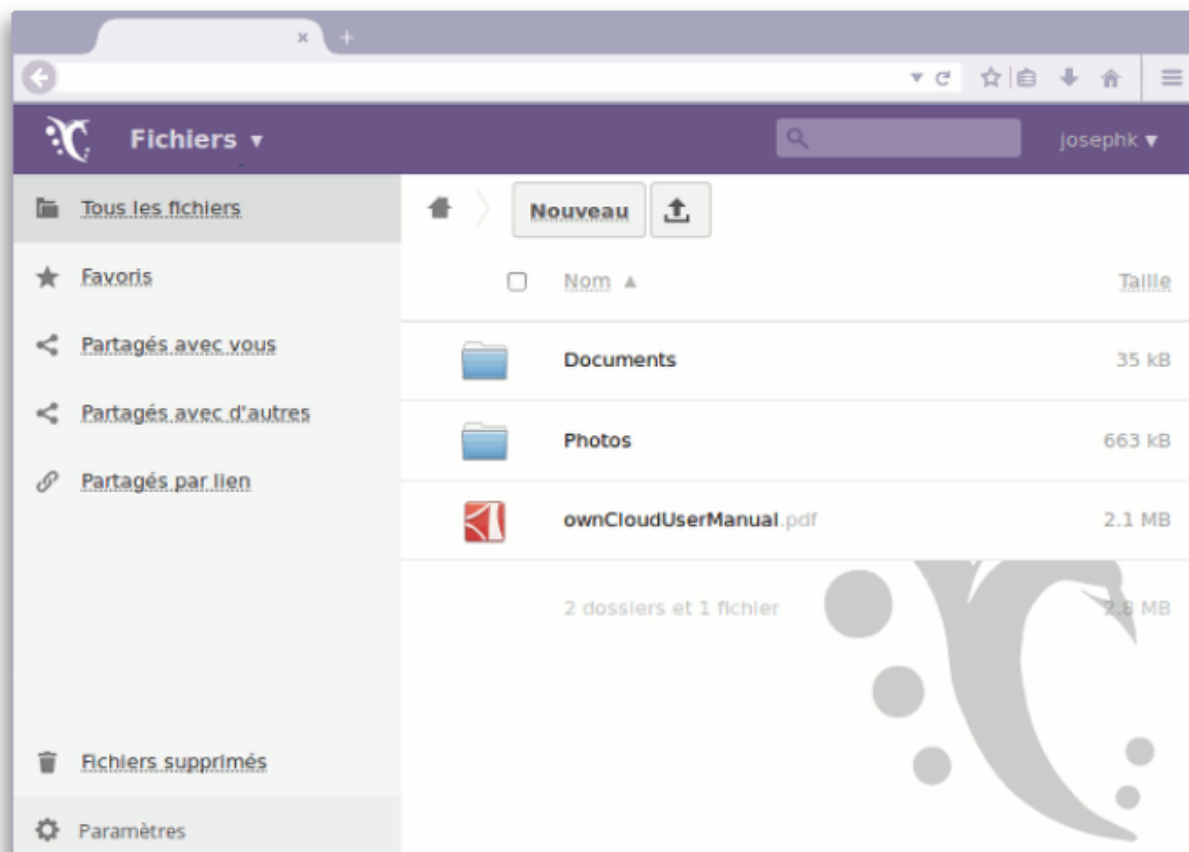 Fichiers ▾
josephk ▾
Tous les fichiers
Favoris
Partagés avec vous
Partagés avec d'autres
Partagés par lien
Fichiers supprimés
Paramètres
Nouveau
Nom ▲ Taille
Documents 35 kB
Photos 663 kB
ownCloudUserManual.pdf 2.1 MB
2 dossiers et 1 fichier 2.8 MB